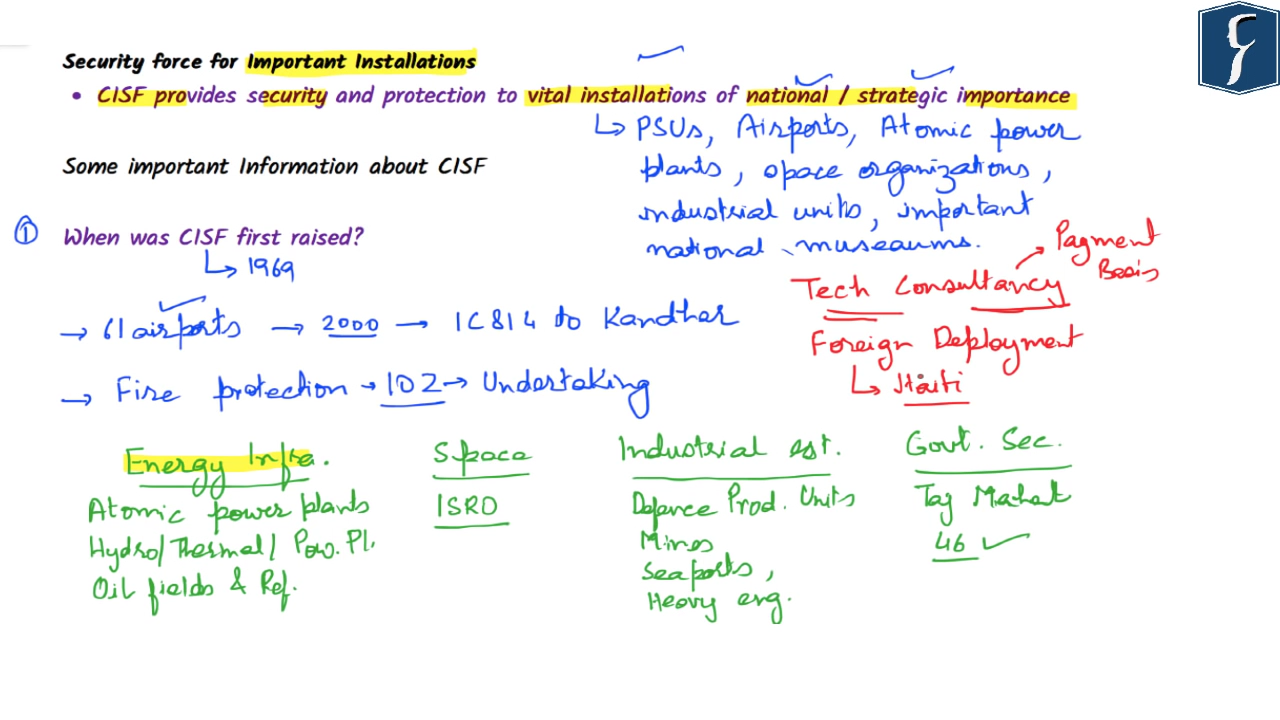 Security force for Important Installations
• CISF provides security and protection to vital installations of national / strategic importance
↳ PSUs, Airports, Atomic power
plants, space organizations,
industrial units, important
national museaums.
Some important Information about CISF
① When was CISF first raised?
↳ 1969
Tech Consultancy → Payment
Basis
Foreign Deployment
↳ Haiti
→ 61 airports → 2000 → IC814 to Kandhar
→ Fire protection → 102 → Undertaking
Energy Infra.
Atomic power plants
Hydro/Thermal/ Pow. Pl.
Oil fields & Ref.
Space
ISRO
Industrial est.
Defence Prod. Units
Mines
Seaports,
Heavy eng.
Govt. Sec.
Taj Mahal
46